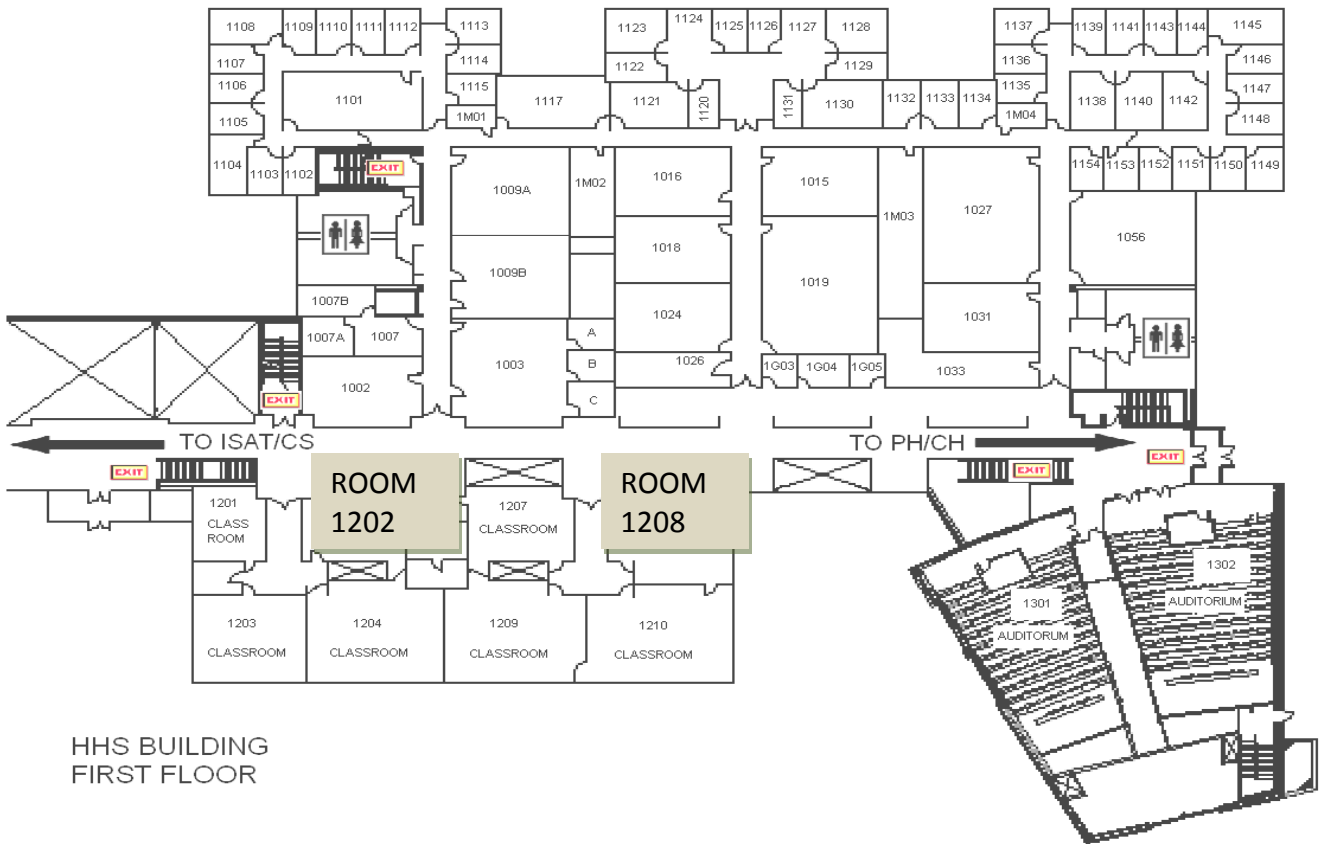 1108
1109
1110
1111
1112
1113
1107
1114
1106
1101
1115
1105
1M01
1104
1103
1102
EXIT
1123
1124
1125
1126
1127
1128
1122
1129
1117
1121
1120
1131
1130
1132
1133
1134
1137
1139
1141
1143
1144
1145
1136
1146
1135
1138
1140
1142
1147
1M04
1148
1154
1153
1152
1151
1150
1149
1009A
1M02
1016
1015
1M03
1027
1056
1009B
1018
1019
1007B
1007A
1007
1024
1031
1003
A
B
C
1002
1026
1G03
1G04
1G05
1033
EXIT
TO ISAT/CS
TO PH/CH
EXIT
EXIT
EXIT
1201
CLASS
ROOM
ROOM
1202
1207
CLASSROOM
ROOM
1208
1203
CLASSROOM
1204
CLASSROOM
1209
CLASSROOM
1210
CLASSROOM
1301
AUDITORUM
1302
AUDITORIUM
HHS BUILDING
FIRST FLOOR